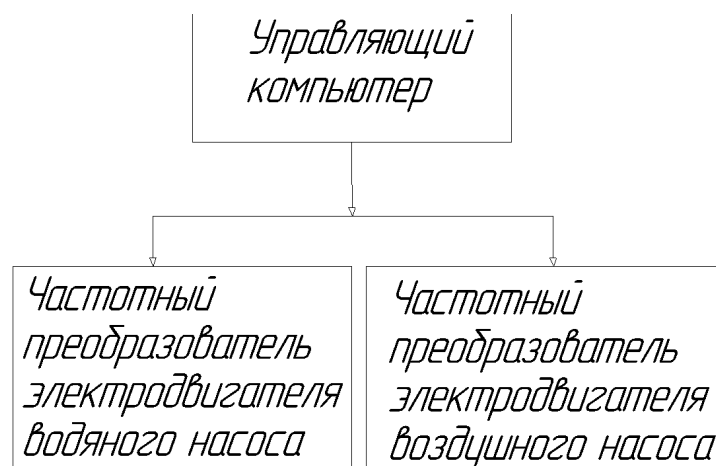 Управляющий
компьютер
Частотный
преобразователь
электродвигателя
водяного насоса
Частотный
преобразователь
электродвигателя
воздушного насоса